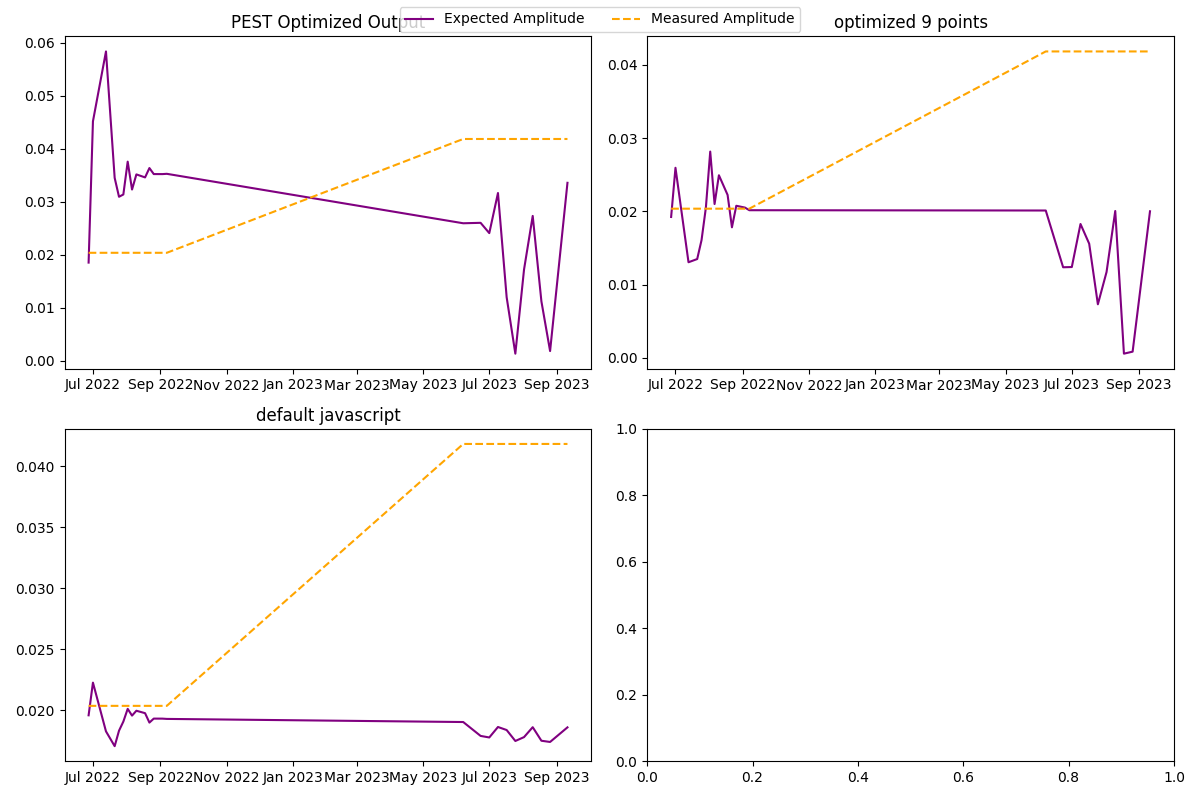 Expected Amplitude Measured Amplitude
PEST Optimized Output
0.06
0.05
0.04
0.03
0.02
0.01
0.00
Jul 2022 Sep 2022 Nov 2022 Jan 2023 Mar 2023 May 2023 Jul 2023 Sep 2023
optimized 9 points
0.04
0.03
0.02
0.01
0.00
Jul 2022 Sep 2022 Nov 2022 Jan 2023 Mar 2023 May 2023 Jul 2023 Sep 2023
default javascript
0.040
0.035
0.030
0.025
0.020
Jul 2022 Sep 2022 Nov 2022 Jan 2023 Mar 2023 May 2023 Jul 2023 Sep 2023
1.0
0.8
0.6
0.4
0.2
0.0
0.0 0.2 0.4 0.6 0.8 1.0